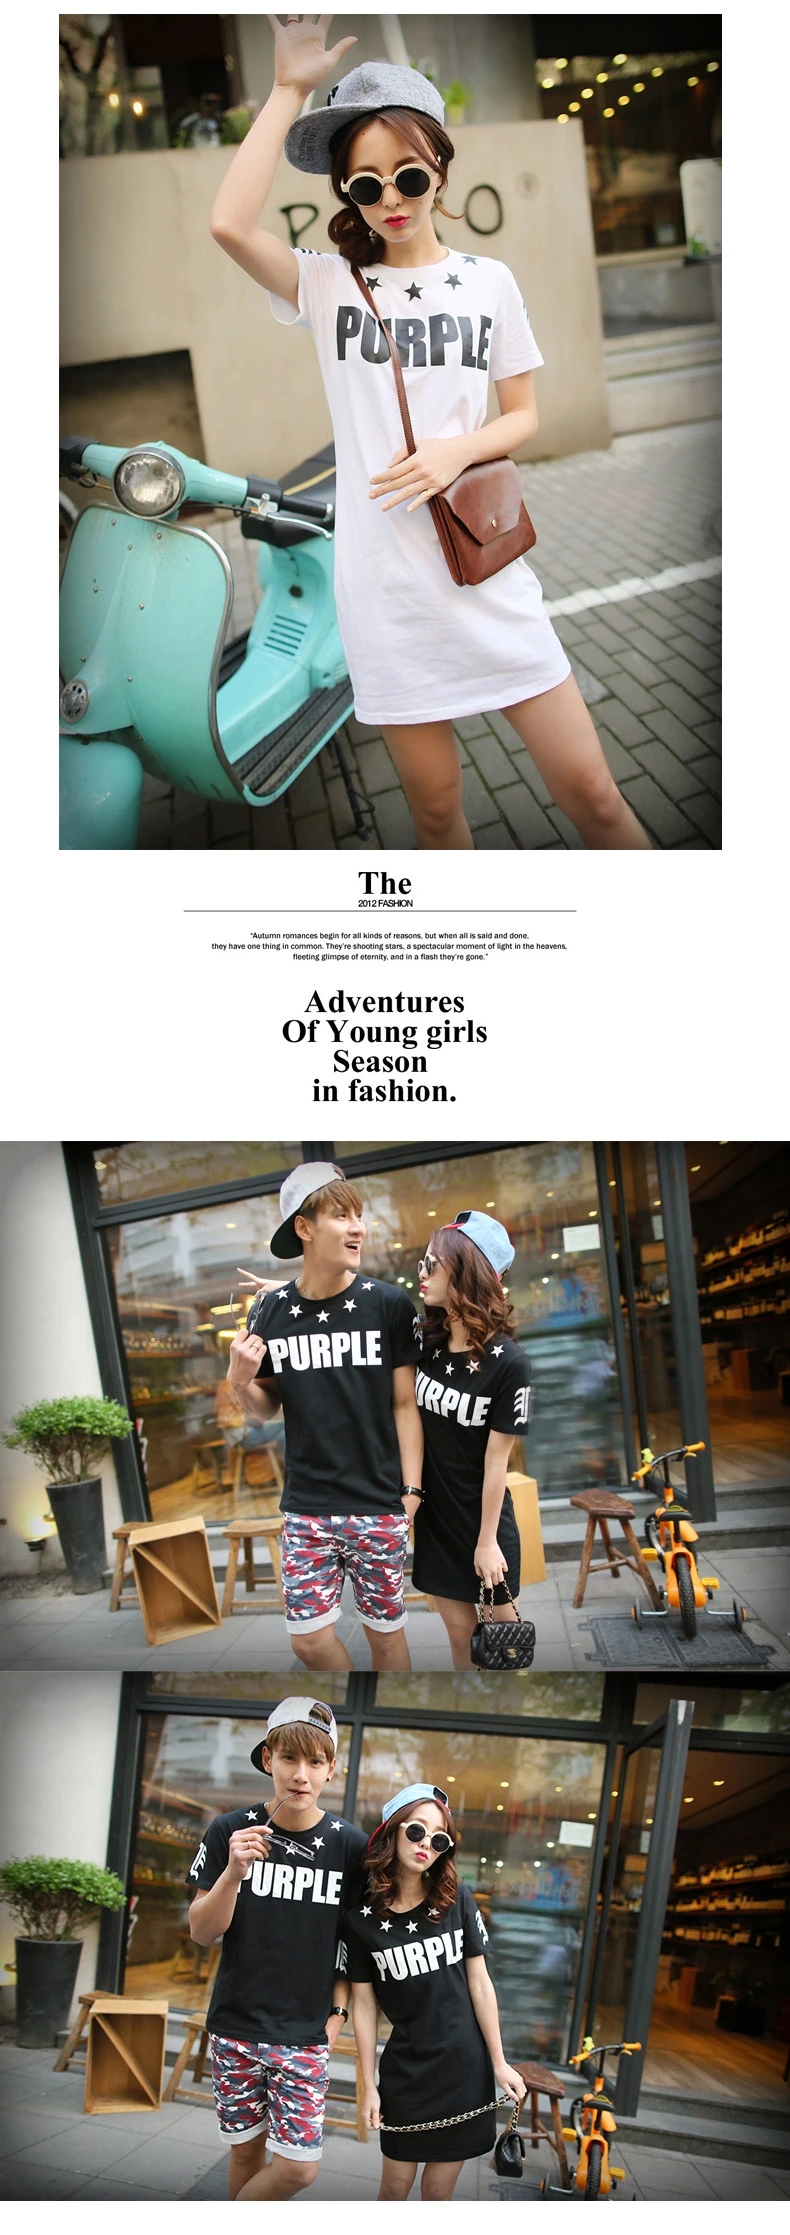 PURPLE
The
2012 FASHION
“Autumn romances begin for all kinds of reasons, but when all is said and done,
they have one thing in common. They’re shooting stars, a spectacular moment of light in the heavens,
fleeting glimpse of eternity, and in a flash they’re gone.”
Adventures
Of Young girls
Season
in fashion.
PURPLE
URPLE
PURPLE
PURPLE